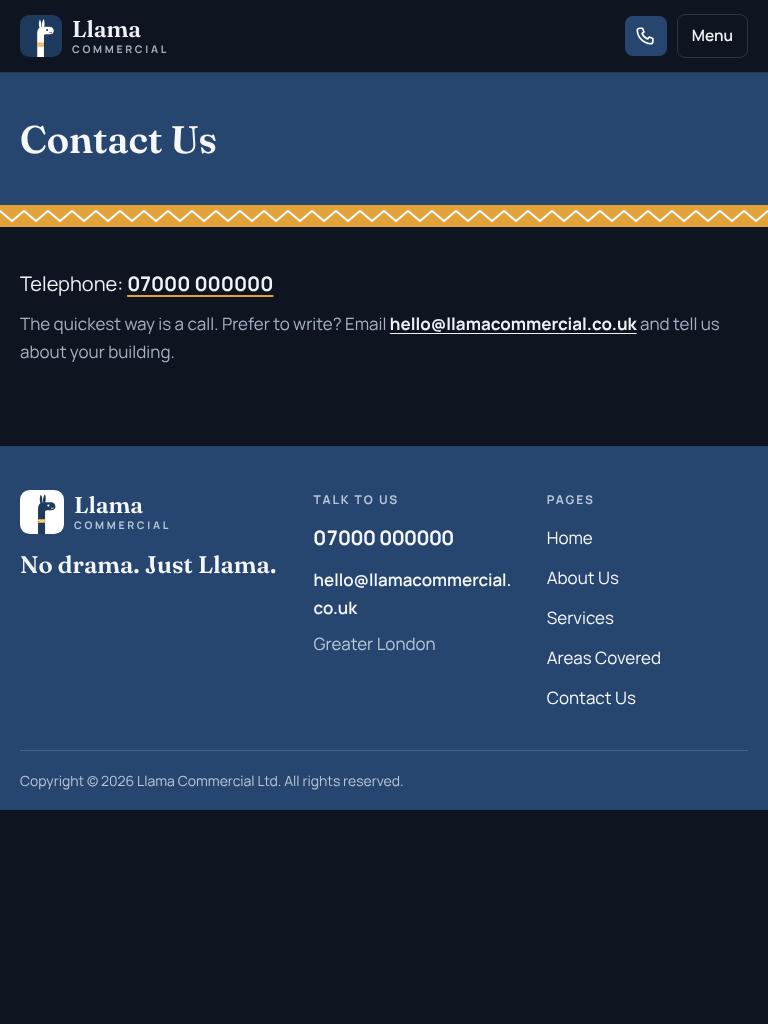 Llama
COMMERCIAL
Menu
Contact Us
Telephone: 07000 000000
The quickest way is a call. Prefer to write? Email hello@llamacommercial.co.uk and tell us
about your building.
Llama
COMMERCIAL
No drama. Just Llama.
TALK TO US
07000 000000
hello@llamacommercial.
co.uk
Greater London
PAGES
Home
About Us
Services
Areas Covered
Contact Us
Copyright © 2026 Llama Commercial Ltd. All rights reserved.